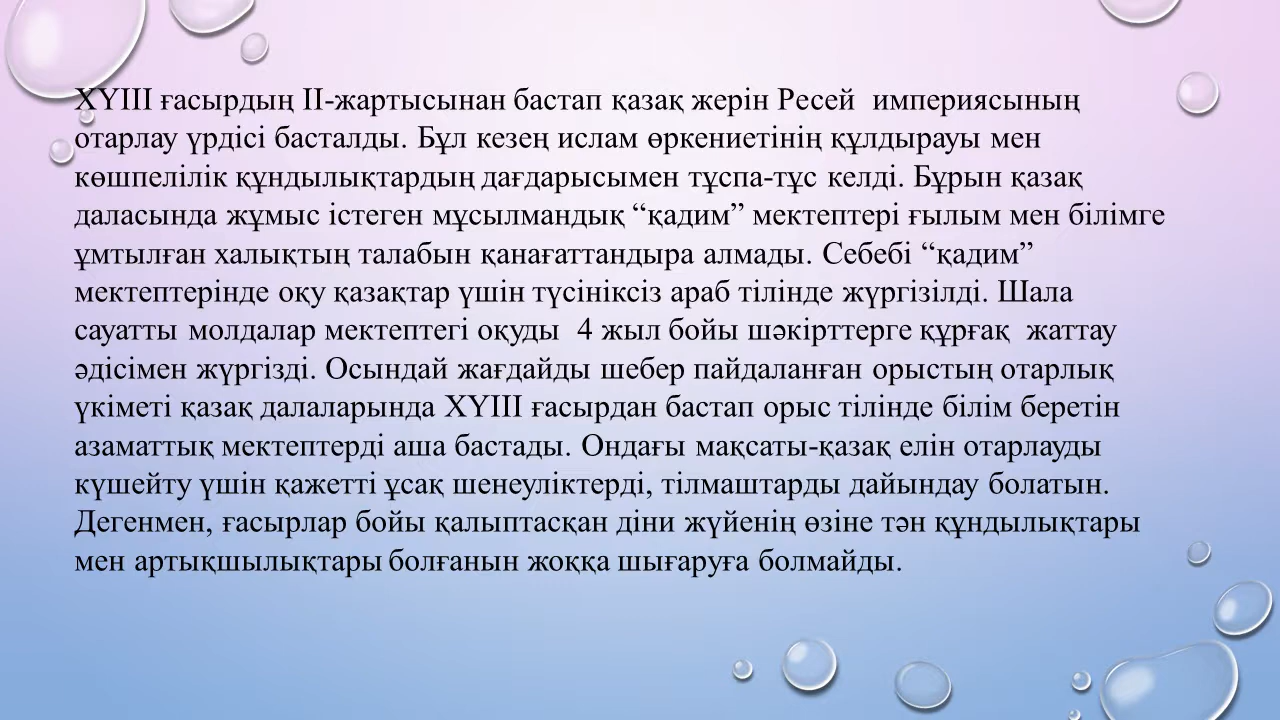 ХҮІІІ ғасырдың ІІ-жартысынан бастап қазақ жерін Ресей  империясының
отарлау үрдісі басталды. Бұл кезең ислам өркениетінің құлдырауы мен
көшпелілік құндылықтардың дағдарысымен тұспа-тұс келді. Бұрын қазақ
даласында жұмыс істеген мұсылмандық “қадим” мектептері ғылым мен білімге
ұмтылған халықтың талабын қанағаттандыра алмады. Себебі “қадим”
мектептерінде оқу қазақтар үшін түсініксіз араб тілінде жүргізілді. Шала
сауатты молдалар мектептегі оқуды  4 жыл бойы шәкірттерге құрғақ  жаттау
әдісімен жүргізді. Осындай жағдайды шебер пайдаланған орыстың отарлық
үкіметі қазақ далаларында ХҮІІІ ғасырдан бастап орыс тілінде білім беретін
азаматтық мектептерді аша бастады. Ондағы мақсаты-қазақ елін отарлауды
күшейту үшін қажетті ұсақ шенеуліктерді, тілмаштарды дайындау болатын.
Дегенмен, ғасырлар бойы қалыптасқан діни жүйенің өзіне тән құндылықтары
мен артықшылықтары болғанын жоққа шығаруға болмайды.